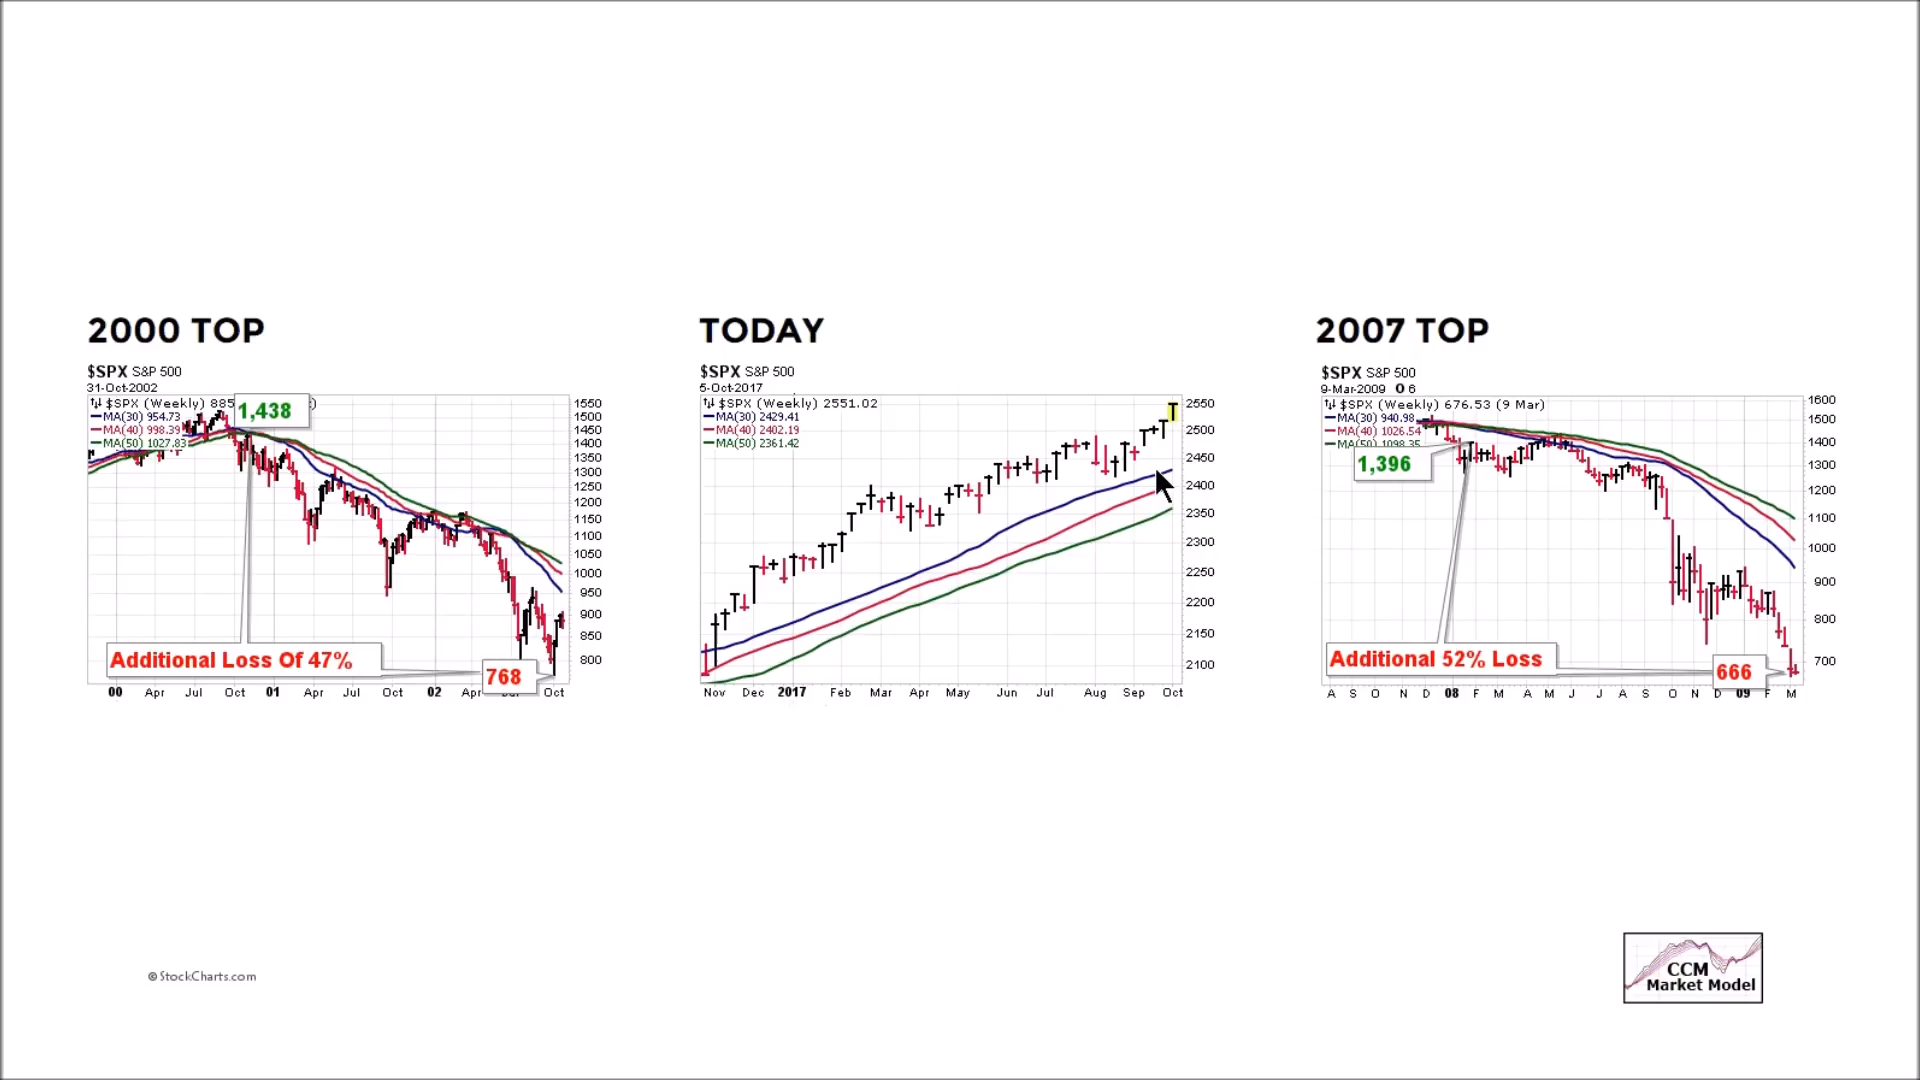 2000 TOP
$SPX S&P 500
31-Oct-2002
$SPX (Weekly) 885
MA(30) 954.73
MA(40) 998.39
MA(50) 1027.83
1,438
1550
1500
1450
1400
1350
1300
1250
1200
1150
1100
1050
1000
950
900
850
800
Additional Loss Of 47%
768
00 Apr Jul Oct 01 Apr Jul Oct 02 Apr Oct
TODAY
$SPX S&P 500
5-Oct-2017
$SPX (Weekly) 2551.02
MA(30) 2429.41
MA(40) 2402.19
MA(50) 2361.42
2550
2500
2450
2400
2350
2300
2250
2200
2150
2100
Nov Dec 2017 Feb Mar Apr May Jun Jul Aug Sep Oct
2007 TOP
$SPX S&P 500
9-Mar-2009 O 6
$SPX (Weekly) 676.53 (9 Mar)
MA(30) 940.98
MA(40) 1026.54
MA(50) 1098.35
1,396
1600
1500
1400
1300
1200
1100
1000
900
800
700
Additional 52% Loss
666
A S O N D 08 F M A M J J A S O N D 09 F M
© StockCharts.com
CCM
Market Model